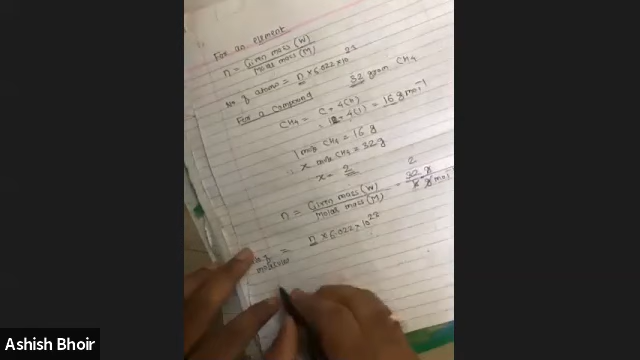 For an element
n = Given mass (W) / Molar mass (M)
no of atoms = n × 6.022 × 10^23
For a compound
32 gram CH4
CH4 = C + 4(H)
= 12 + 4(1) = 16 g mol^-1
1 mole CH4 = 16 g
x mole CH4 = 32 g
x = 2
n = Given mass (W) / Molar mass (M) = 32 g / 16 g mol^-1
2
molecules = n × 6.022 × 10^23
Ashish Bhoir